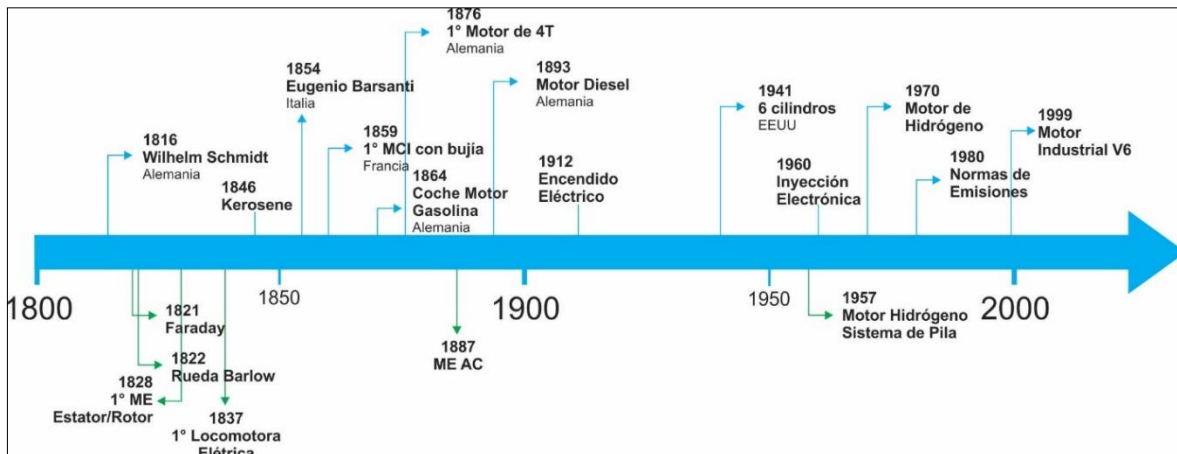 1876
1° Motor de 4T
Alemania
1854
Eugenio Barsanti
Italia
1893
Motor Diesel
Alemania
1816
Wilhelm Schmidt
Alemania
1859
1° MCI con bujía
Francia
1846
Kerosene
1864
Coche Motor
Gasolina
Alemania
1912
Encendido
Eléctrico
1941
6 cilindros
EEUU
1960
Inyección
Electrónica
1970
Motor de
Hidrógeno
1980
Normas de
Emisiones
1999
Motor
Industrial V6
1800
1850
1900
1950
2000
1821
Faraday
1822
Rueda Barlow
1828
1° ME
Estator/Rotor
1837
1° Locomotora
Elétrica
1887
ME AC
1957
Motor Hidrógeno
Sistema de Pila